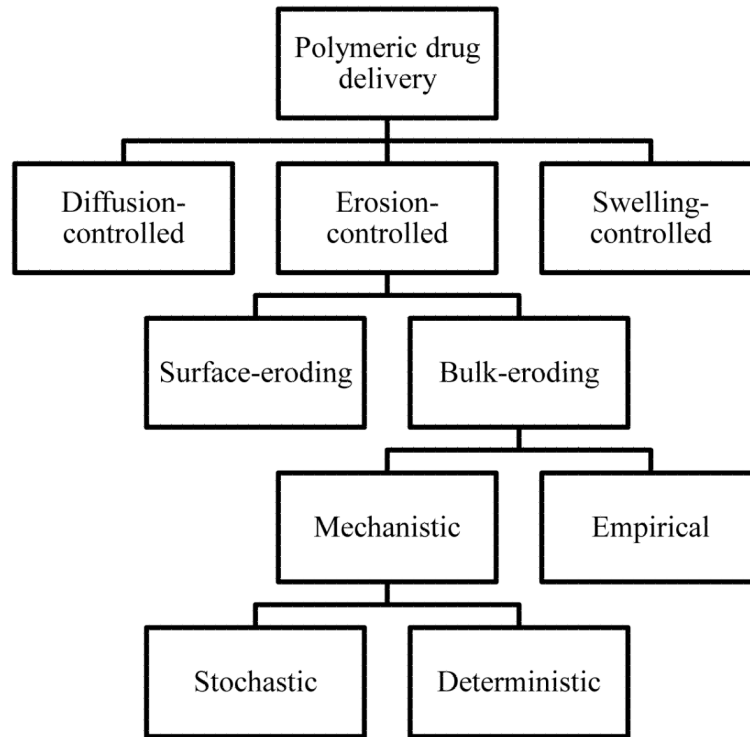 Polymeric drug
delivery
Diffusion-
controlled
Erosion-
controlled
Swelling-
controlled
Surface-eroding
Bulk-eroding
Mechanistic
Empirical
Stochastic
Deterministic